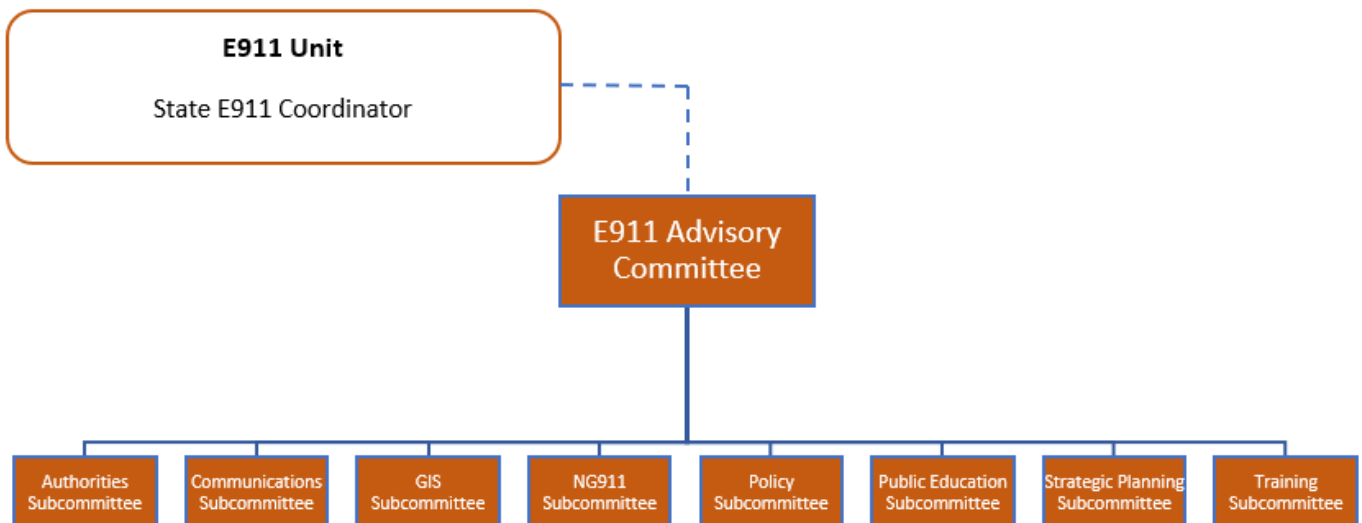 E911 Unit
State E911 Coordinator
E911 Advisory
Committee
Authorities
Subcommittee
Communications
Subcommittee
GIS
Subcommittee
NG911
Subcommittee
Policy
Subcommittee
Public Education
Subcommittee
Strategic Planning
Subcommittee
Training
Subcommittee